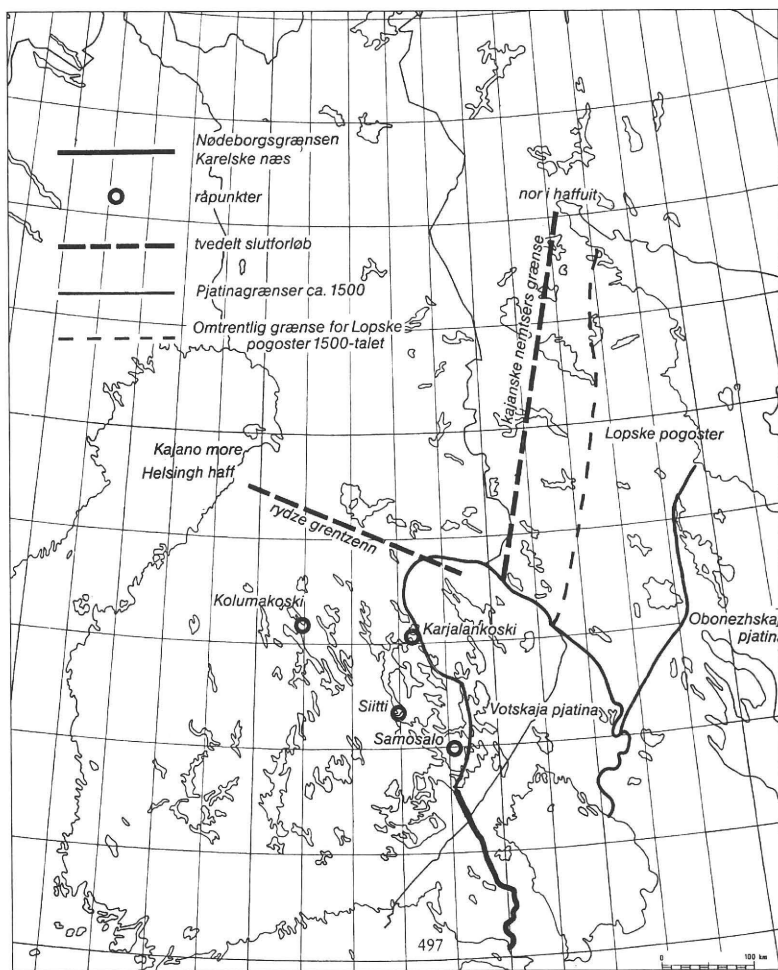 Nødeborgsgrænsen
Karelske næs
råpunkter
tvedelt slutforløb
Pjatinagrænser ca. 1500
Omtrentlig grænse for Lopske
pogoster 1500-talet
nor i haffuit
kajanske nemtsers grænse
Lopske pogoster
Kajano more
Helsingh haff
rydze grentzenn
Kolumakoski
Karjalankoski
Obonezhskaj
pjatina
Siitti
Votskaja pjatina
Samosalo
497
0 100 km